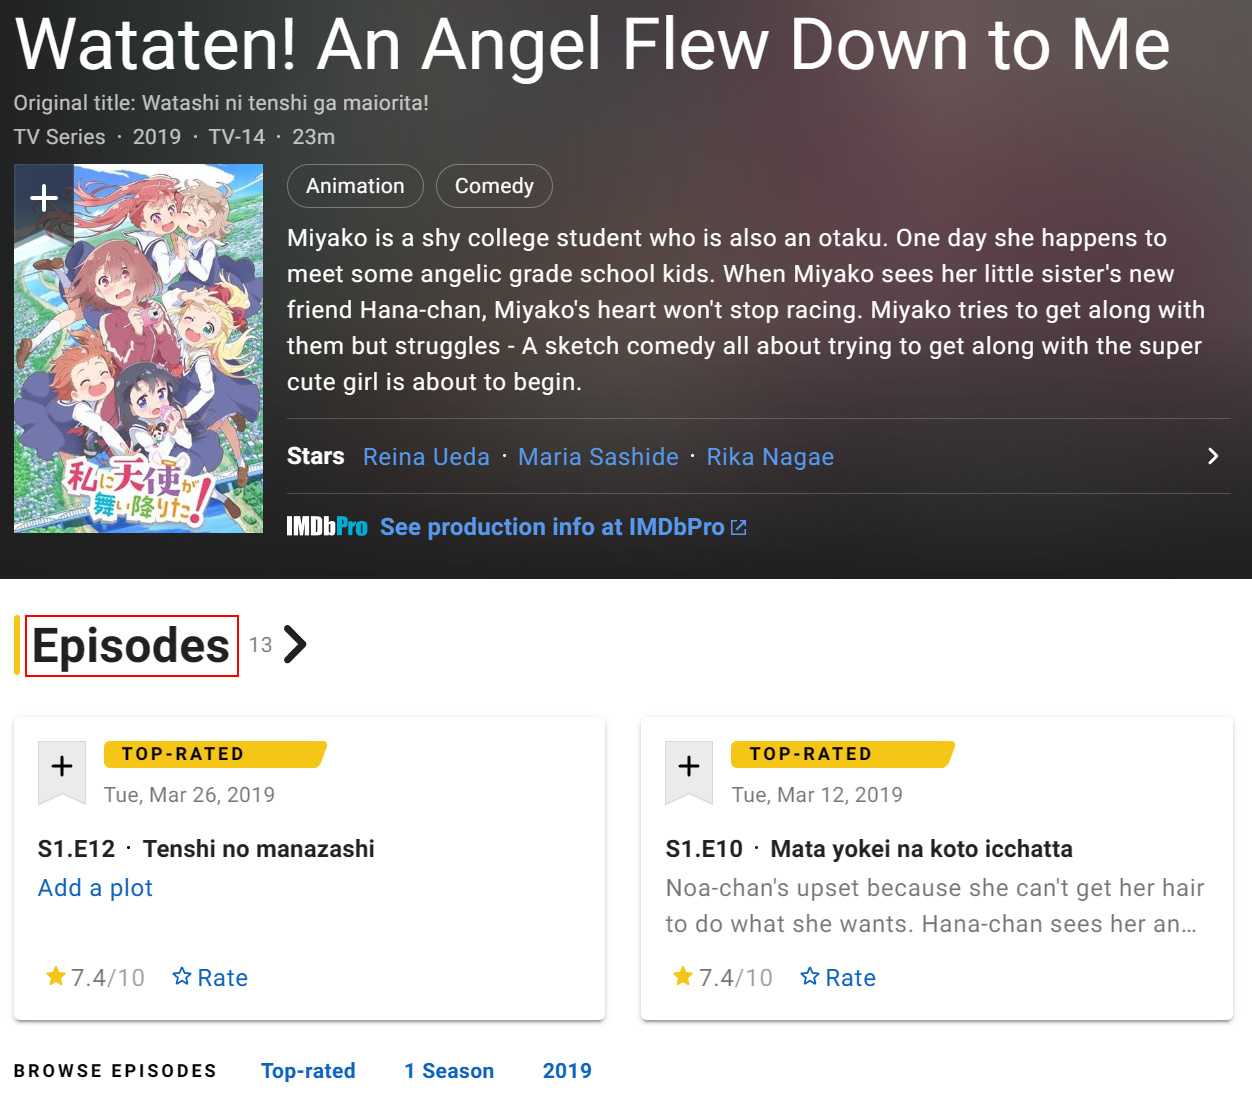 Wataten! An Angel Flew Down to Me
Original title: Watashi ni tenshi ga maiorita!
TV Series · 2019 · TV-14 · 23m
私に天使が
舞い降りた!
Animation
Comedy
Miyako is a shy college student who is also an otaku. One day she happens to
meet some angelic grade school kids. When Miyako sees her little sister's new
friend Hana-chan, Miyako's heart won't stop racing. Miyako tries to get along with
them but struggles - A sketch comedy all about trying to get along with the super
cute girl is about to begin.
Stars Reina Ueda · Maria Sashide · Rika Nagae
IMDbPro See production info at IMDbPro
Episodes 13
TOP-RATED
Tue, Mar 26, 2019
S1.E12 · Tenshi no manazashi
Add a plot
7.4/10 Rate
TOP-RATED
Tue, Mar 12, 2019
S1.E10 · Mata yokei na koto icchatta
Noa-chan's upset because she can't get her hair
to do what she wants. Hana-chan sees her an...
7.4/10 Rate
BROWSE EPISODES Top-rated 1 Season 2019